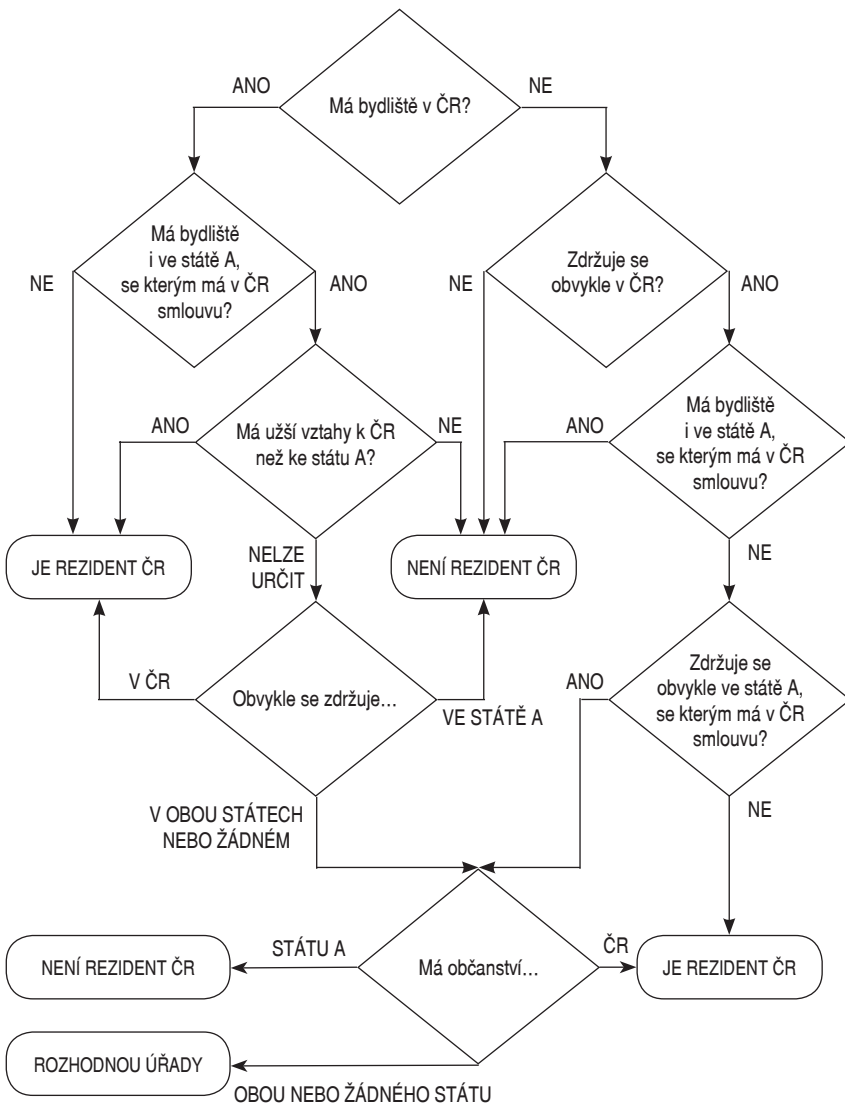 ANO
NE
Má bydliště v ČR?
Má bydliště
i ve státě A,
se kterým má v ČR
smlouvu?
NE
ANO
Zdržuje se
obvykle v ČR?
NE
ANO
Má užší vztahy k ČR
než ke státu A?
ANO
NE
Má bydliště
i ve státě A,
se kterým má v ČR
smlouvu?
ANO
JE REZIDENT ČR
NELZE
URČIT
NENÍ REZIDENT ČR
NE
V ČR
Obvykle se zdržuje…
VE STÁTĚ A
ANO
Zdržuje se
obvykle ve státě A,
se kterým má v ČR
smlouvu?
V OBOU STÁTECH
NEBO ŽÁDNÉM
NE
NENÍ REZIDENT ČR
STÁTU A
Má občanství…
ČR
JE REZIDENT ČR
ROZHODNOU ÚŘADY
OBOU NEBO ŽÁDNÉHO STÁTU